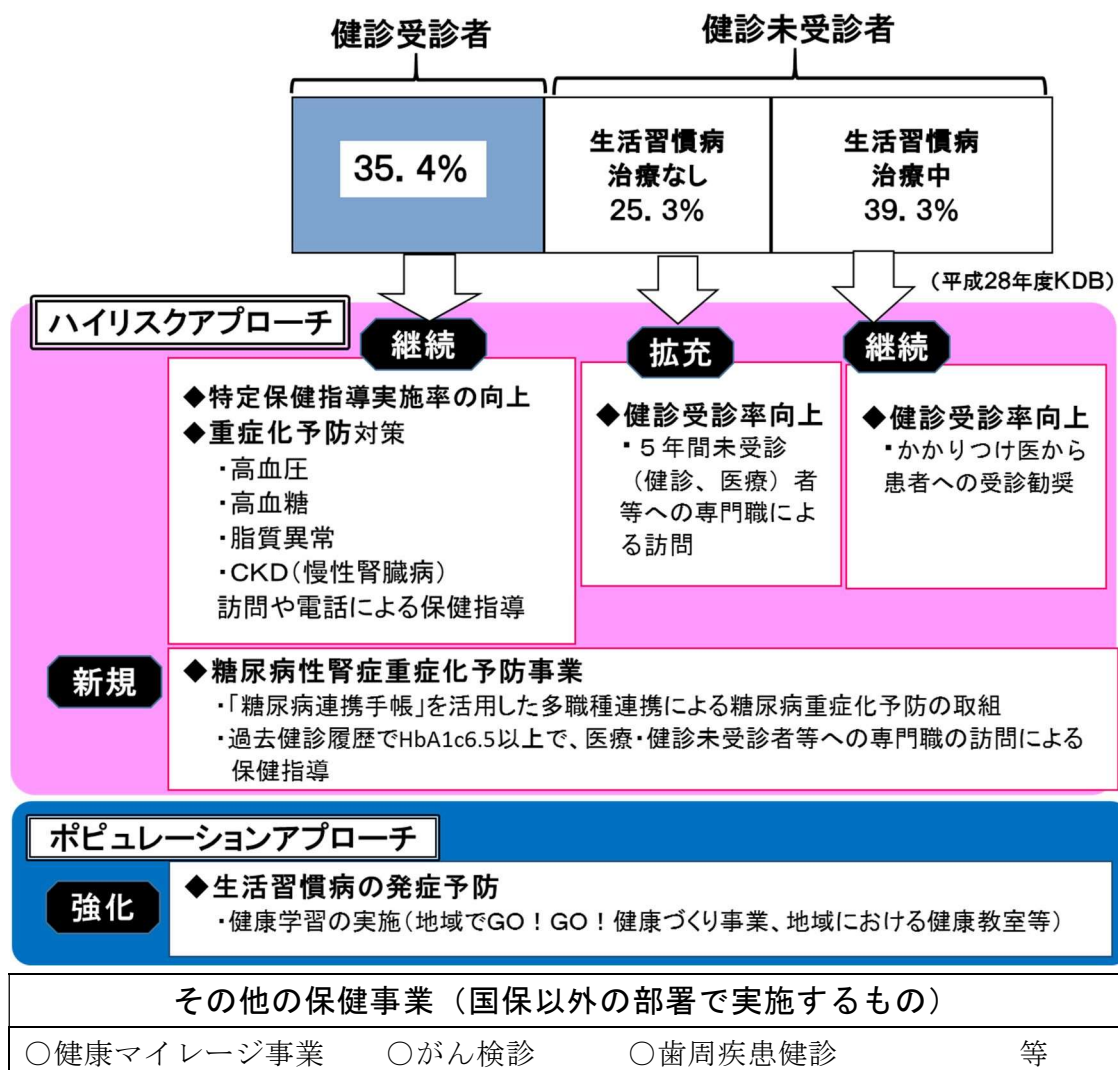 健診受診者
健診未受診者
35.4%
生活習慣病
治療なし
25.3%
生活習慣病
治療中
39.3%
（平成28年度KDB）
ハイリスクアプローチ
継続
◆特定保健指導実施率の向上
◆重症化予防対策
・高血圧
・高血糖
・脂質異常
・CKD（慢性腎臓病）
訪問や電話による保健指導
拡充
◆健診受診率向上
・５年間未受診
（健診、医療）者
等への専門職によ
る訪問
継続
◆健診受診率向上
・かかりつけ医から
患者への受診勧奨
新規
◆糖尿病性腎症重症化予防事業
・「糖尿病連携手帳」を活用した多職種連携による糖尿病重症化予防の取組
・過去健診履歴でHbA1c6.5以上で、医療・健診未受診者等への専門職の訪問による
保健指導
ポピュレーションアプローチ
強化
◆生活習慣病の発症予防
・健康学習の実施（地域でGO！GO！健康づくり事業、地域における健康教室等）
その他の保健事業（国保以外の部署で実施するもの）
○健康マイレージ事業　○がん検診　○歯周疾患健診　等